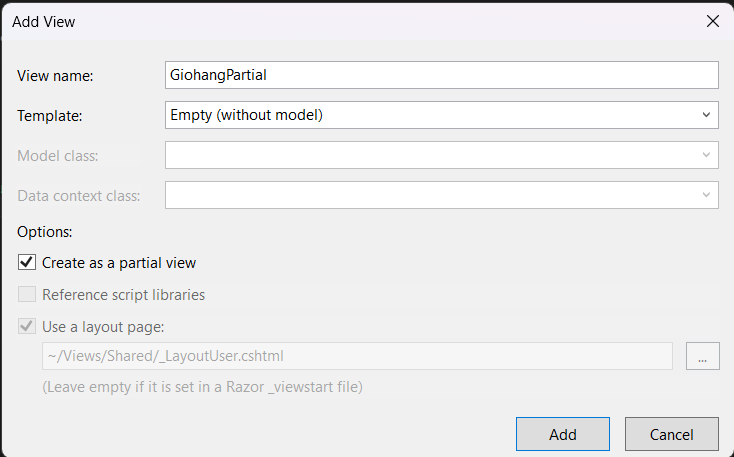 Add View
View name: GiohangPartial
Template: Empty (without model)
Model class:
Data context class:
Options:
Create as a partial view
Reference script libraries
Use a layout page:
~/Views/Shared/_LayoutUser.cshtml ...
(Leave empty if it is set in a Razor _viewstart file)
Add Cancel